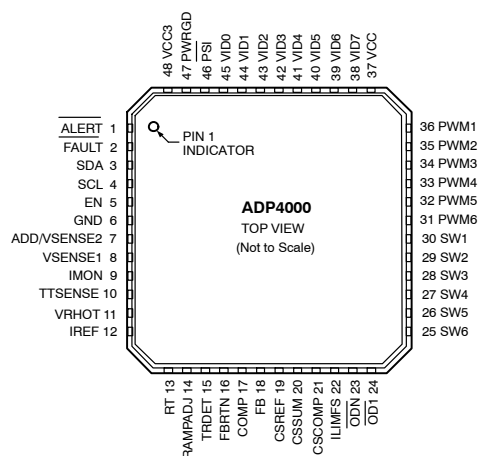 48 VCC3
47 PWRGD
46 PSI
45 VID0
44 VID1
43 VID2
42 VID3
41 VID4
40 VID5
39 VID6
38 VID7
37 VCC
ALERT 1
FAULT 2
SDA 3
SCL 4
EN 5
GND 6
ADD/VSENSE2 7
VSENSE1 8
IMON 9
TTSENSE 10
VRHOT 11
IREF 12
PIN 1
INDICATOR
ADP4000
TOP VIEW
(Not to Scale)
36 PWM1
35 PWM2
34 PWM3
33 PWM4
32 PWM5
31 PWM6
30 SW1
29 SW2
28 SW3
27 SW4
26 SW5
25 SW6
RT 13
RAMPADJ 14
TRDET 15
FBRTN 16
COMP 17
FB 18
CSREF 19
CSSUM 20
CSCOMP 21
ILIMFS 22
ODN 23
OD1 24